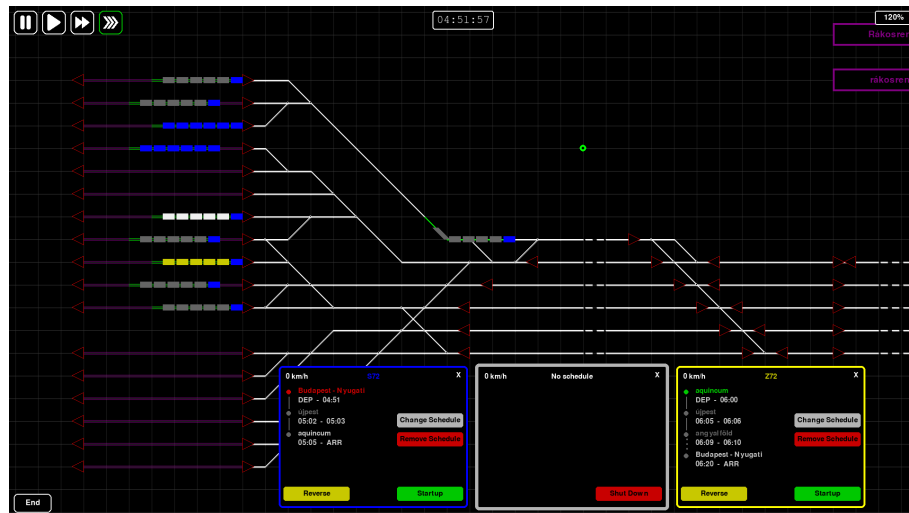 04:51:57
120%
Rákosren
rákosren
0 km/h
Z72
X
Budapest - Nyugati
DEP - 04:51
újpest
05:02 - 05:03
aquincum
05:05 - ARR
Change Schedule
Remove Schedule
Reverse
Startup
0 km/h
No schedule
X
Shut Down
0 km/h
Z72
X
aquincum
DEP - 06:00
újpest
06:05 - 06:06
angyalföld
06:09 - 06:10
Budapest - Nyugati
06:20 - ARR
Change Schedule
Remove Schedule
Reverse
Startup
End